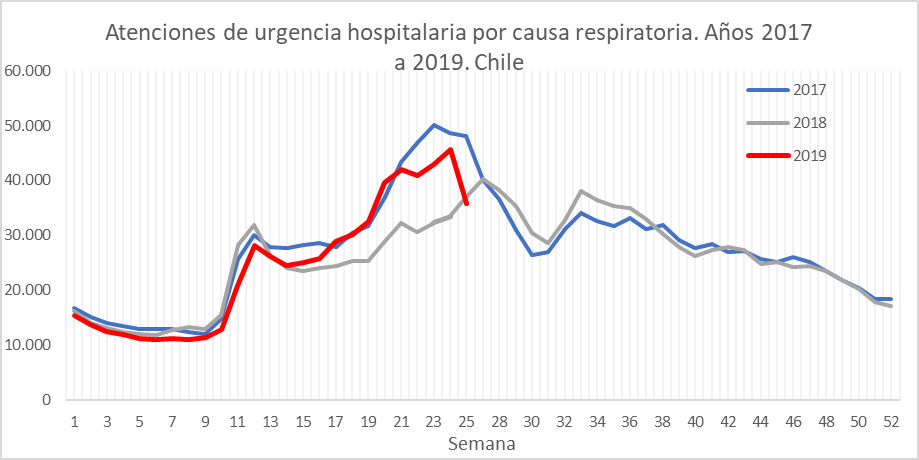 Atenciones de urgencia hospitalaria por causa respiratoria. Años 2017
a 2019. Chile
60.000
50.000
40.000
30.000
20.000
10.000
0
2017
2018
2019
1 3 5 7 9 11 13 15 17 19 21 23 25 28 30 32 34 36 38 40 42 44 46 48 50 52
Semana